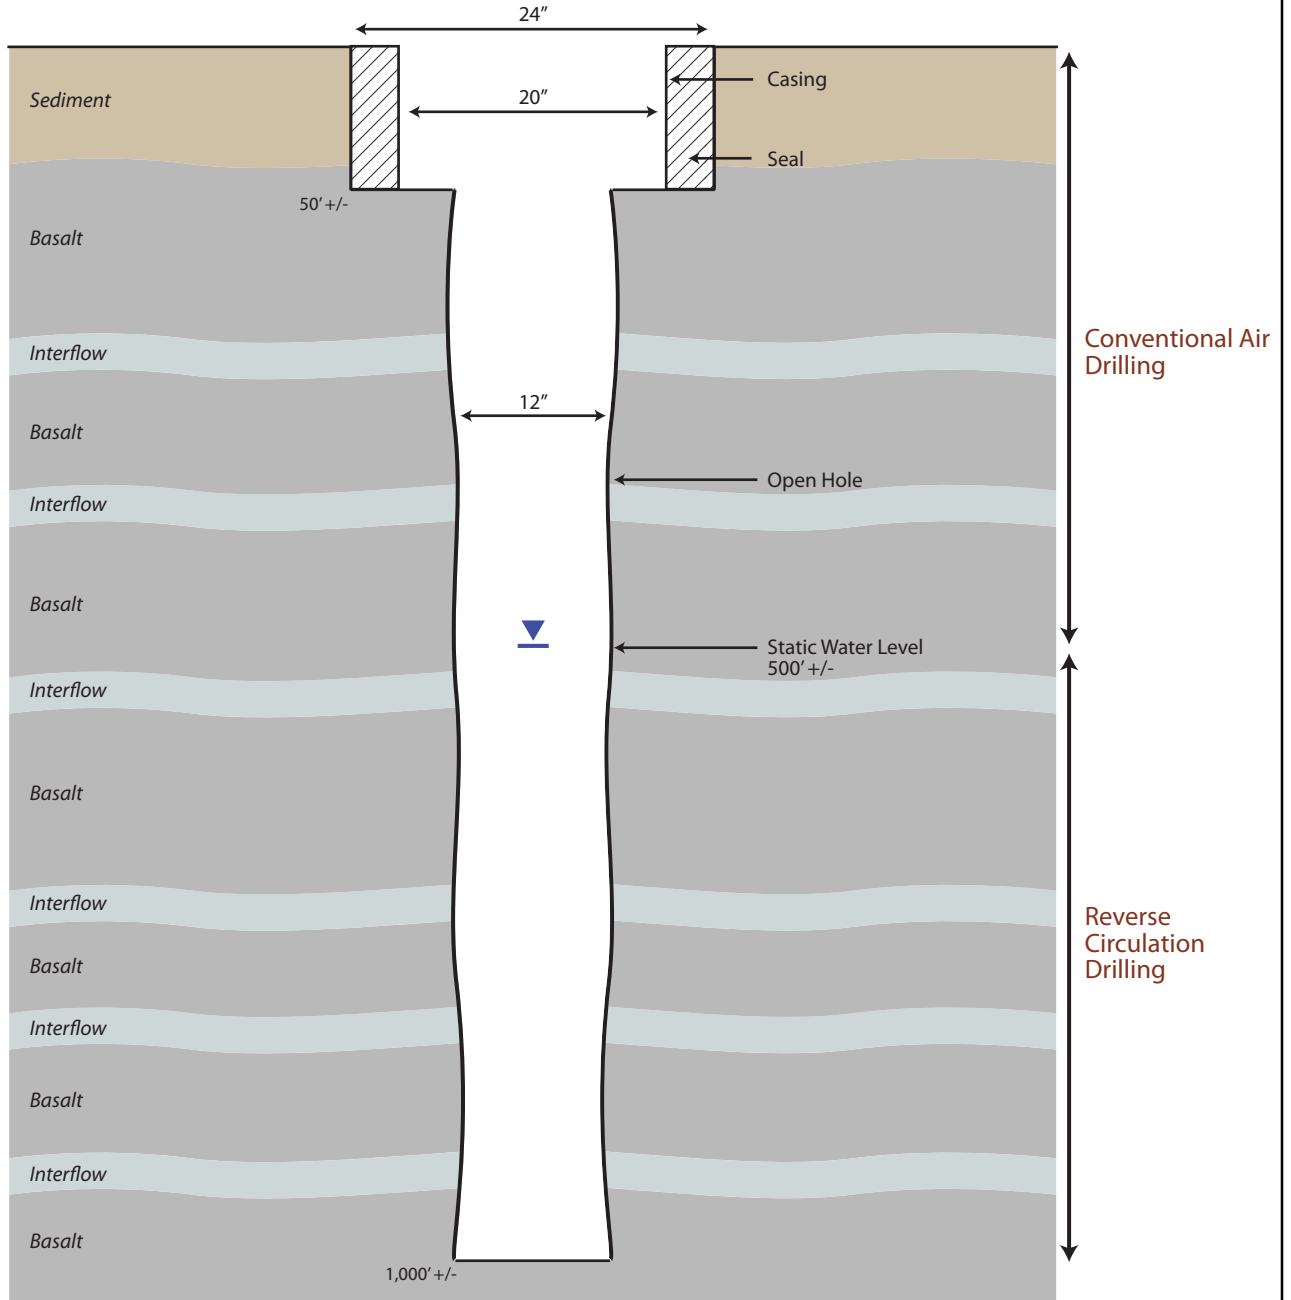 24”
Sediment
Casing
20”
Seal
50’ +/-
Basalt
Conventional Air
Drilling
Interflow
12”
Basalt
Open Hole
Interflow
Basalt
Static Water Level
500’ +/-
Interflow
Basalt
Interflow
Reverse
Circulation
Drilling
Basalt
Interflow
Basalt
Interflow
Basalt
1,000’ +/-